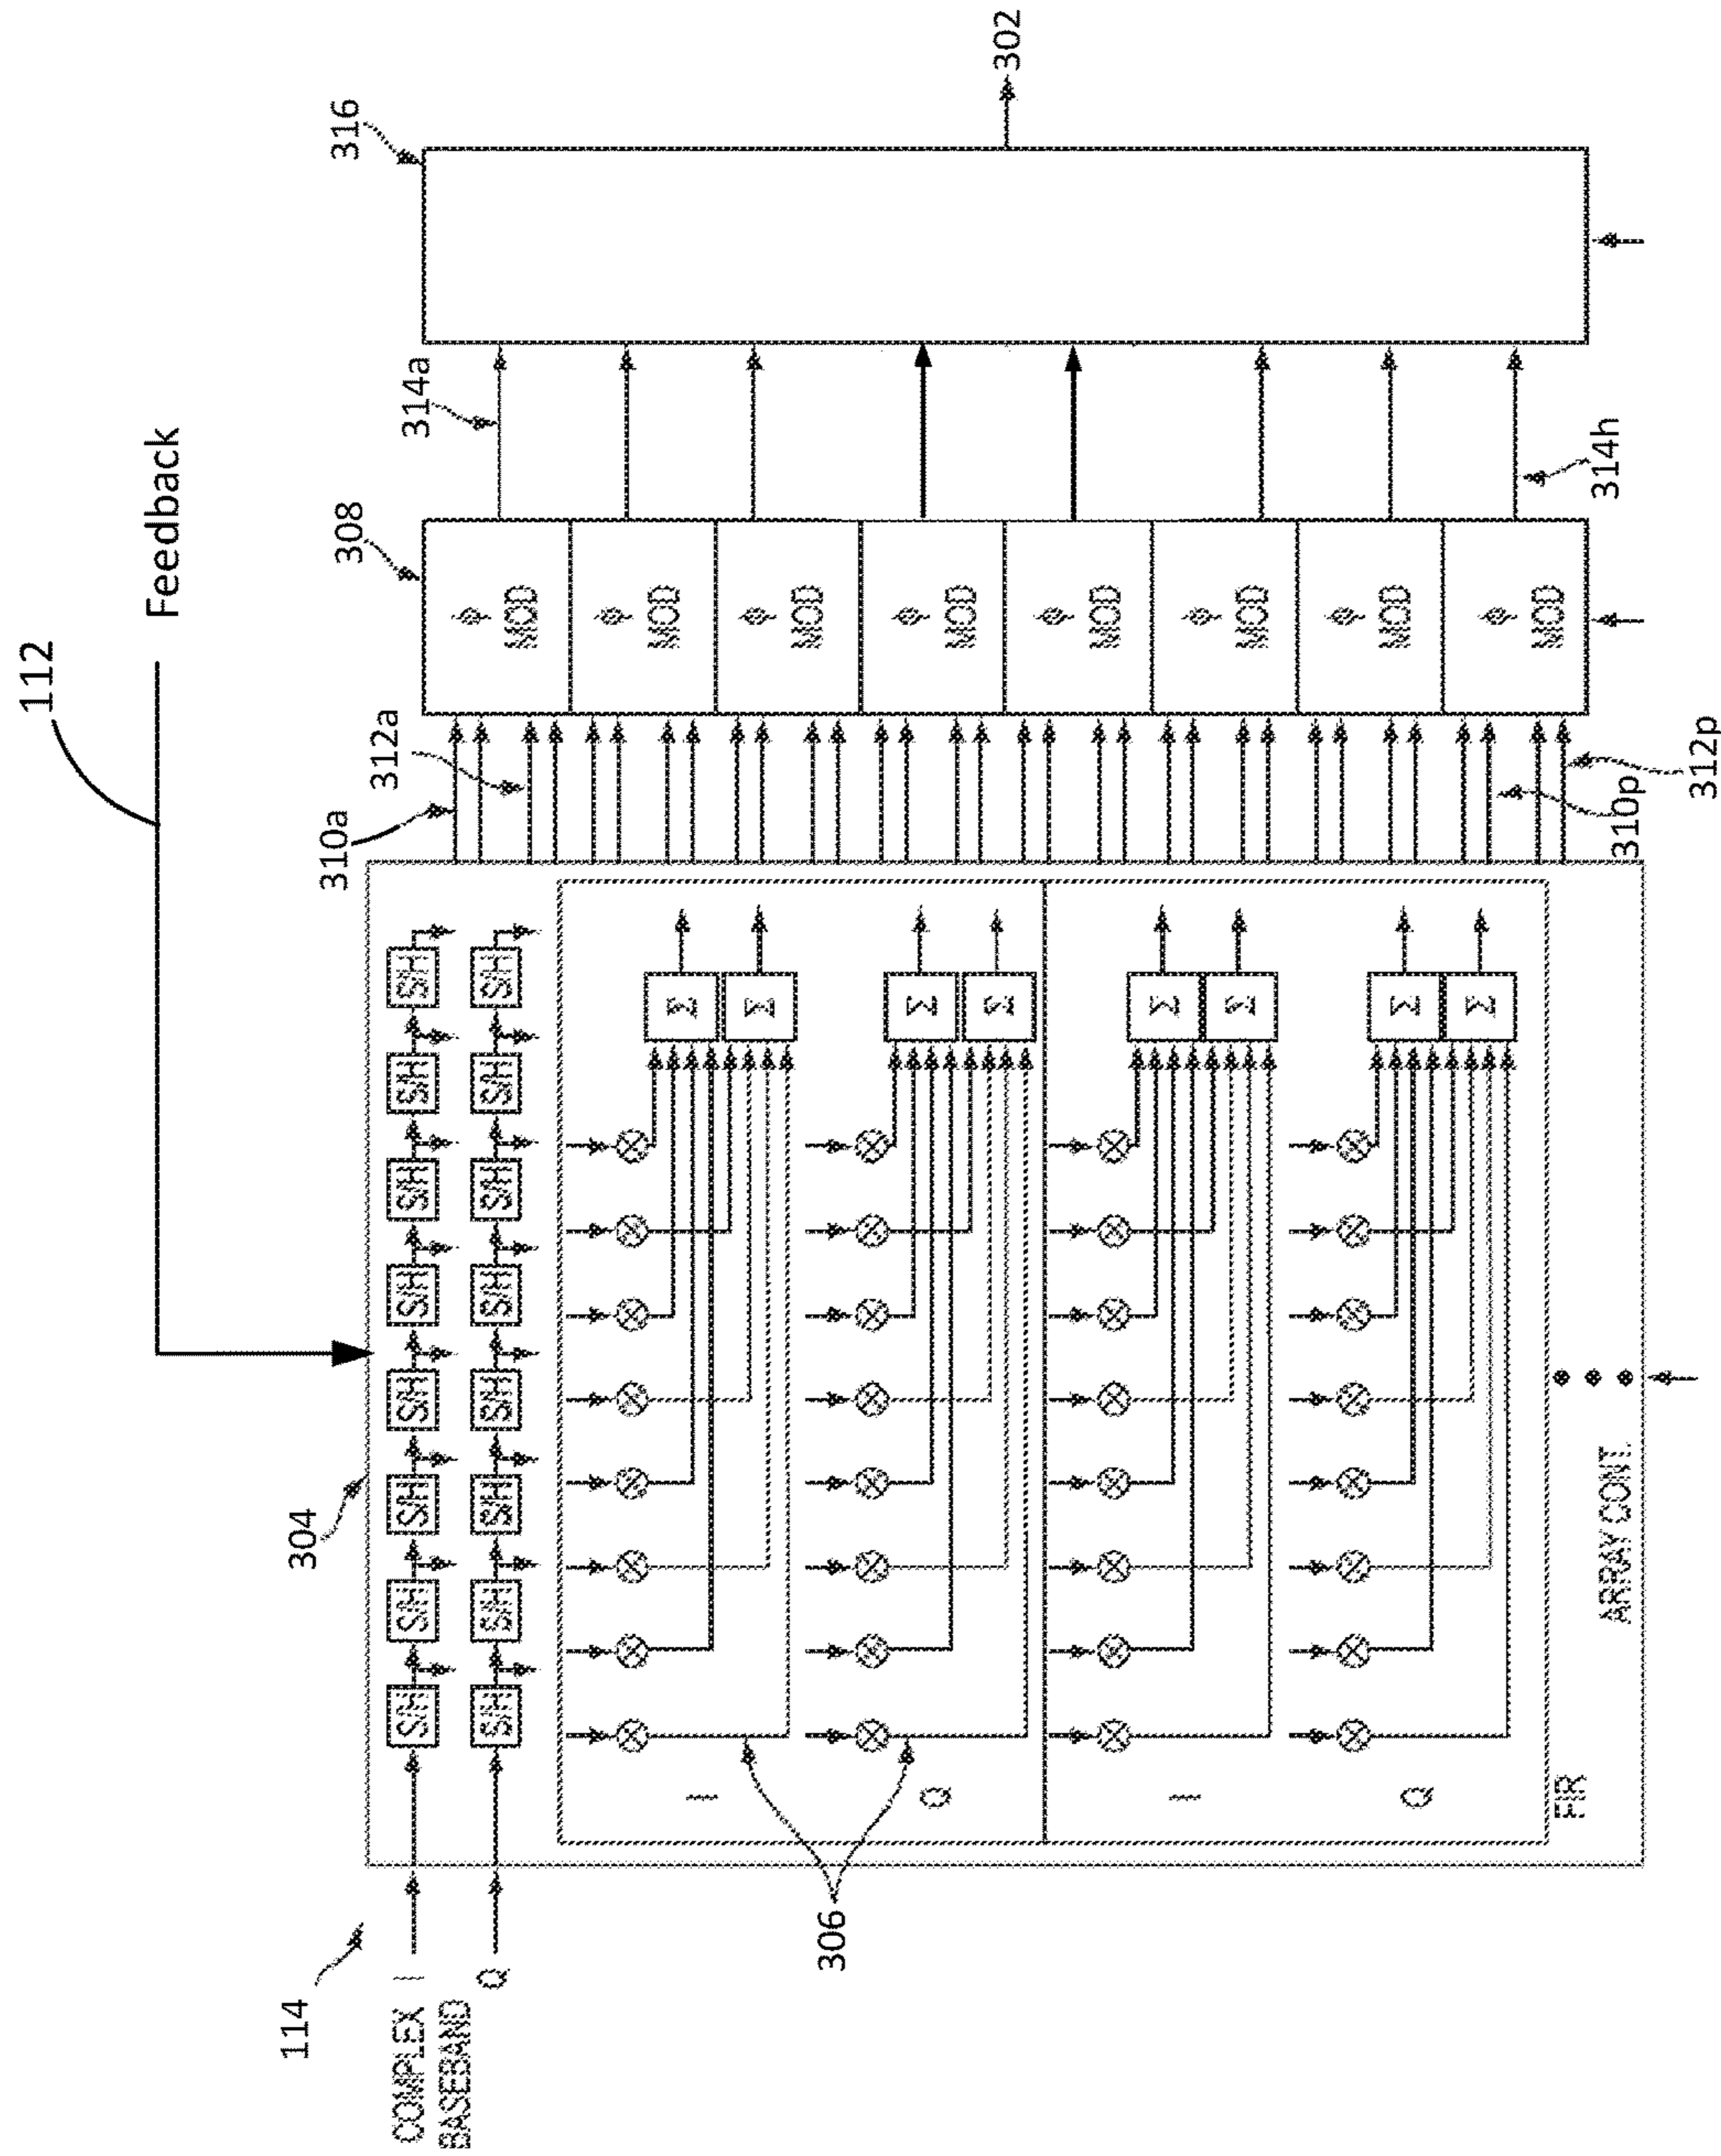 112
Feedback
114
COMPLEX I
BASEBAND Q
304
S/H S/H S/H S/H S/H S/H S/H S/H
S/H S/H S/H S/H S/H S/H S/H S/H
306
I
Σ
Σ
Q
Σ
Σ
I
Σ
Σ
Q
Σ
Σ
FIR
ARRAY CONT.
310a
312a
310p
312p
308
ϕ
MOD
ϕ
MOD
ϕ
MOD
ϕ
MOD
ϕ
MOD
ϕ
MOD
ϕ
MOD
ϕ
MOD
314a
314h
316
302